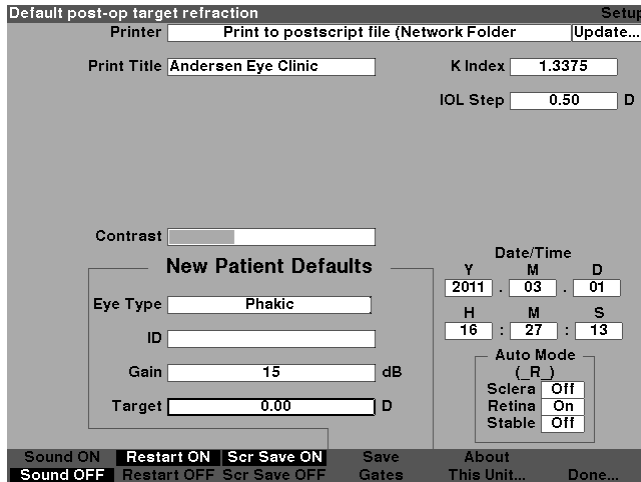 Default post-op target refraction Setup
Printer Print to postscript file (Network Folder Update...
Print Title Andersen Eye Clinic K Index 1.3375
IOL Step 0.50 D
Contrast
Date/Time
New Patient Defaults Y M D
2011 . 03 . 01
Eye Type Phakic H M S
ID 16 : 27 : 13
Auto Mode
Gain 15 dB (_R_)
Sclera Off
Target 0.00 D Retina On
Stable Off
Sound ON Restart ON Scr Save ON Save About
Sound OFF Restart OFF Scr Save OFF Gates This Unit... Done...